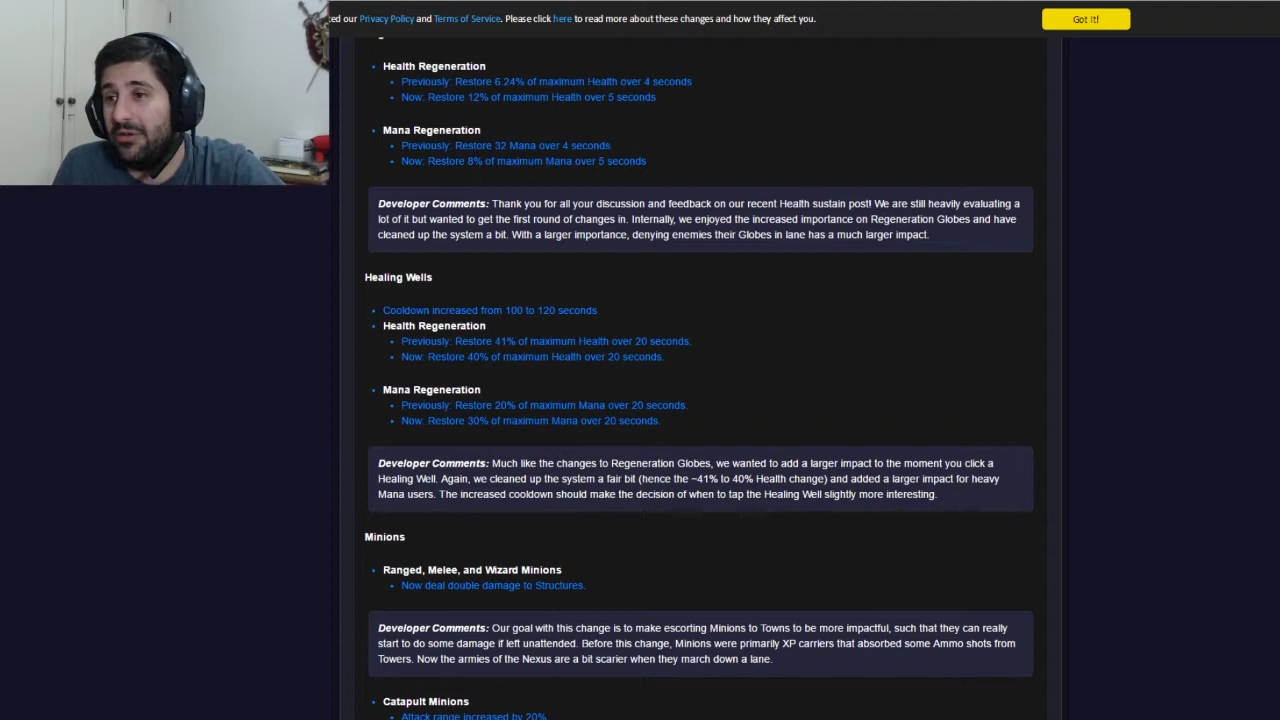 ted our Privacy Policy and Terms of Service. Please click here to read more about these changes and how they affect you.
Got it!
Health Regeneration
Previously: Restore 6.24% of maximum Health over 4 seconds
Now: Restore 12% of maximum Health over 5 seconds
Mana Regeneration
Previously: Restore 32 Mana over 4 seconds.
Now: Restore 8% of maximum Mana over 5 seconds
Developer Comments: Thank you for all your discussion and feedback on our recent Health sustain post! We are still heavily evaluating a
lot of it but wanted to get the first round of changes in. Internally, we enjoyed the increased importance on Regeneration Globes and have
cleaned up the system a bit. With a larger importance, denying enemies their Globes in lane has a much larger impact.
Healing Wells
Cooldown increased from 100 to 120 seconds
Health Regeneration
Previously: Restore 41% of maximum Health over 20 seconds.
Now: Restore 40% of maximum Health over 20 seconds.
Mana Regeneration
Previously: Restore 20% of maximum Mana over 20 seconds.
Now: Restore 30% of maximum Mana over 20 seconds.
Developer Comments: Much like the changes to Regeneration Globes, we wanted to add a larger impact to the moment you click a
Healing Well. Again, we cleaned up the system a fair bit (hence the ~41% to 40% Health change) and added a larger impact for heavy
Mana users. The increased cooldown should make the decision of when to tap the Healing Well slightly more interesting.
Minions
Ranged, Melee, and Wizard Minions
Now deal double damage to Structures.
Developer Comments: Our goal with this change is to make escorting Minions to Towns to be more impactful, such that they can really
start to do some damage if left unattended. Before this change, Minions were primarily XP carriers that absorbed some Ammo shots from
Towers. Now the armies of the Nexus are a bit scarier when they march down a lane.
Catapult Minions
Attack range increased by 20%